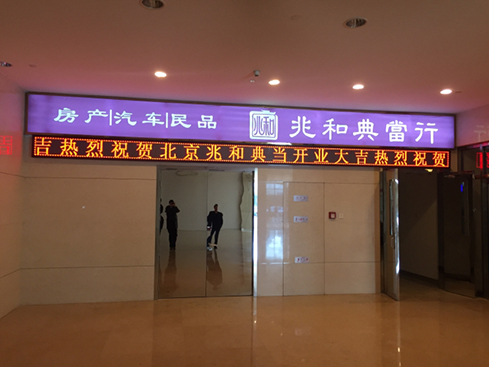 房产|汽车|民品 兆和 兆和典當行
吉热烈祝贺北京兆和典当开业大吉热烈祝贺